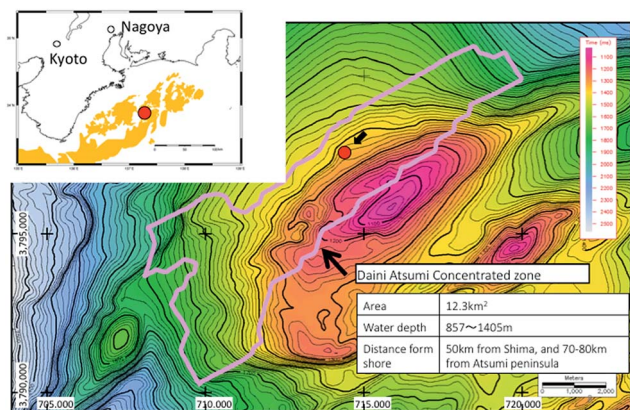 Nagoya
Kyoto
Time (ms)
1100
1200
1300
1400
1500
1600
1700
1800
1900
2000
2100
2200
2300
2400
2500
3,795.000
3,790.000
705.000
710.000
715.000
720.000
Daini Atsumi Concentrated zone
Area
12.3km²
Water depth
857～1405m
Distance form shore
50km from Shima, and 70-80km
from Atsumi peninsula
Meters
0
1,000
2,000